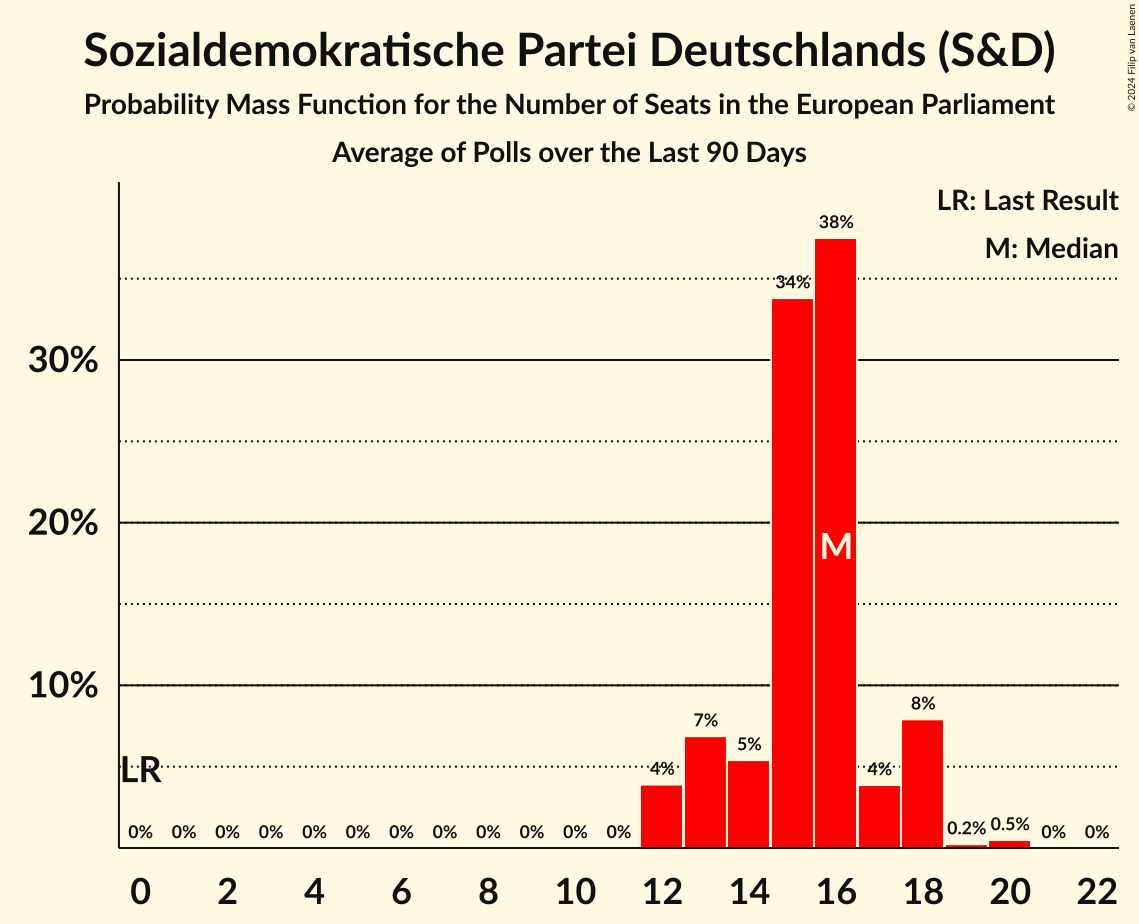 Sozialdemokratische Partei Deutschlands (S&D)
Probability Mass Function for the Number of Seats in the European Parliament
Average of Polls over the Last 90 Days
© 2024 Filip van Laenen
LR: Last Result
M: Median
38%
34%
30%
20%
M
10%
8%
7%
5%
4%
4%
LR
0% 0% 0% 0% 0% 0% 0% 0% 0% 0% 0% 0% 0.2% 0.5% 0% 0%
0 2 4 6 8 10 12 14 16 18 20 22